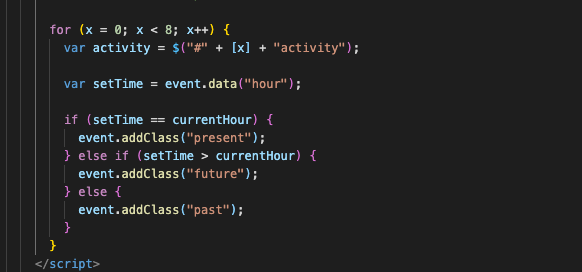 for (x = 0; x < 8; x++) {
var activity = $("#" + [x] + "activity");
var setTime = event.data("hour");
if (setTime == currentHour) {
event.addClass("present");
} else if (setTime > currentHour) {
event.addClass("future");
} else {
event.addClass("past");
}
}
</script>